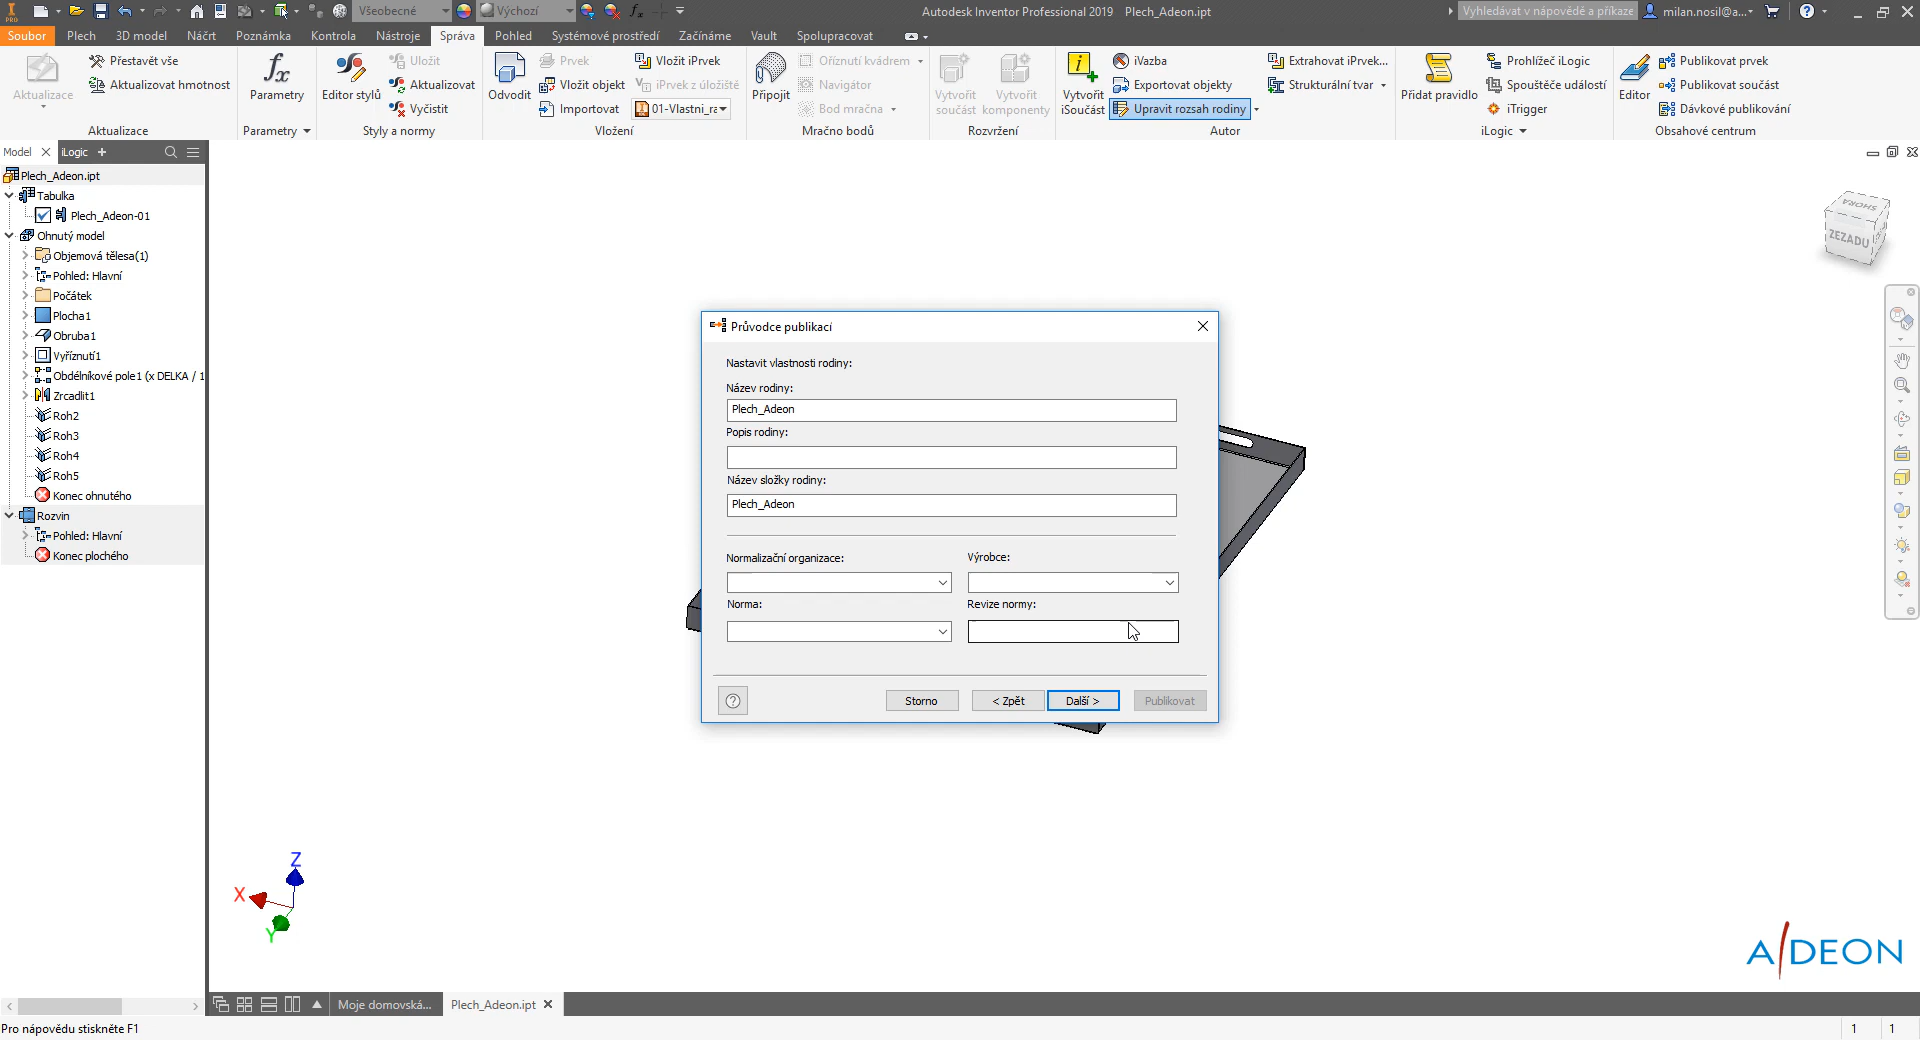 Všeobecné
Výchozí
Autodesk Inventor Professional 2019 Plech_Adeon.ipt
Vyhledávat v nápovědě a příkaze
milan.nosil@a...
PRO
Soubor Plech 3D model Náčrt Poznámka Kontrola Nástroje Správa Pohled Systémové prostředí Začínáme Vault Spolupracovat
Aktualizace
Přestavět vše
Aktualizovat hmotnost
Aktualizace
fx
Parametry
Parametry
Editor stylů
Uložit
Aktualizovat
Vyčistit
Styly a normy
Odvodit
Prvek
Vložit objekt
Importovat
Vložit iPrvek
iPrvek z úložiště
01-Vlastni_ra
Vložení
Připojit
Oříznutí kvádrem
Navigátor
Bod mračna
Mračno bodů
Vytvořit součást
Vytvořit komponenty
Rozvržení
Vytvořit iSoučást
iVazba
Exportovat objekty
Upravit rozsah rodiny
Extrahovat iPrvek...
Strukturální tvar
Autor
Přidat pravidlo
Prohlížeč iLogic
Spouštěče událostí
iTrigger
iLogic
Editor
Publikovat prvek
Publikovat součást
Dávkové publikování
Obsahové centrum
Model
iLogic
Plech_Adeon.ipt
Tabulka
Plech_Adeon-01
Ohnutý model
Objemová tělesa(1)
Pohled: Hlavní
Počátek
Plocha1
Obruba1
Vyříznutí1
Obdélníkové pole1 (x DELKA / 1
Zrcadlit1
Roh2
Roh3
Roh4
Roh5
Konec ohnutého
Rozvin
Pohled: Hlavní
Konec plochého
SHORA
ZEZADU
Průvodce publikací
Nastavit vlastnosti rodiny:
Název rodiny:
Plech_Adeon
Popis rodiny:
Název složky rodiny:
Plech_Adeon
Normalizační organizace:
Výrobce:
Norma:
Revize normy:
?
Storno
< Zpět
Další >
Publikovat
Z
X
Y
A/DEON
Moje domovská...
Plech_Adeon.ipt
Pro nápovědu stiskněte F1
1 1